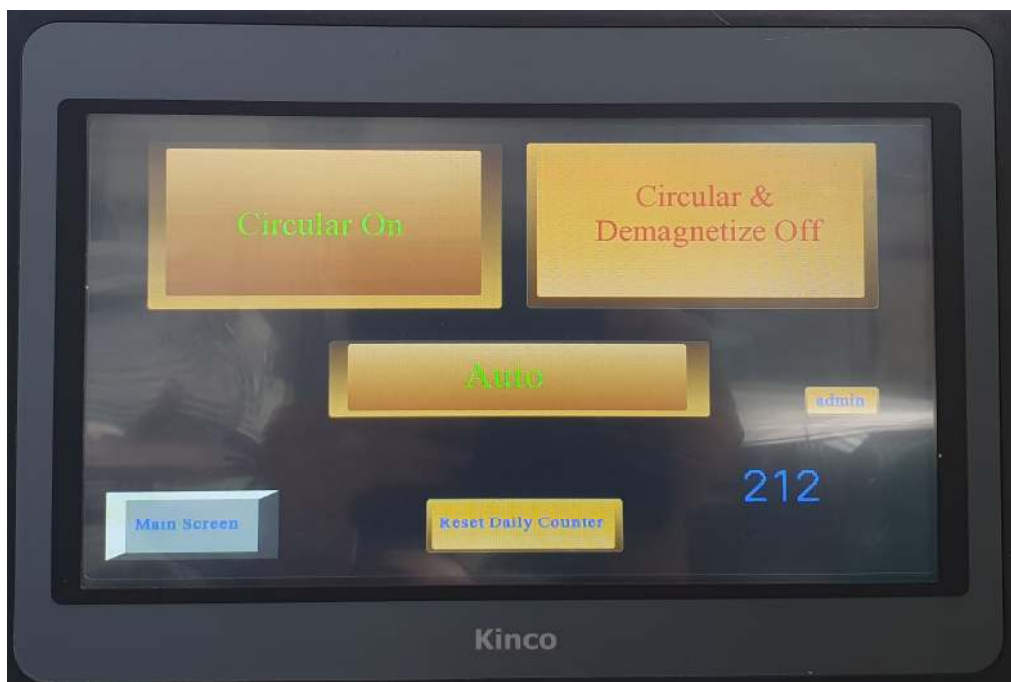 Circular On
Circular &
Demagnetize Off
Auto
admin
212
Main Screen
Reset Daily Counter
Kinco